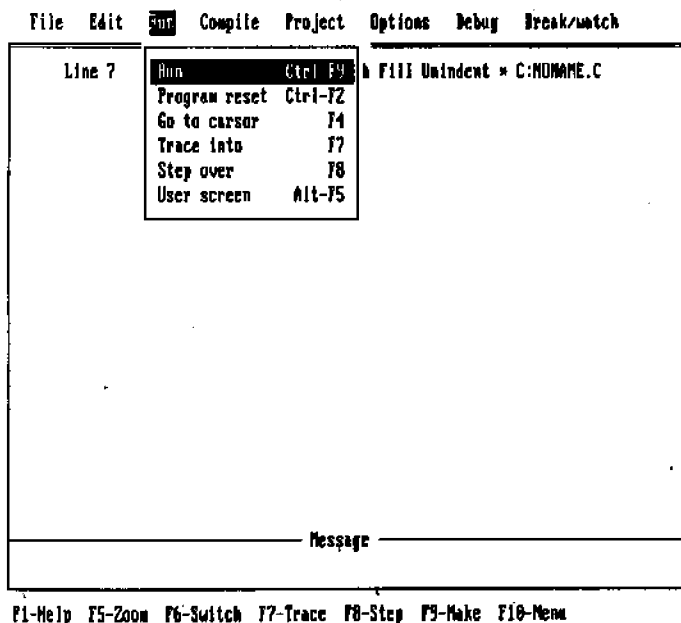 File Edit Run Compile Project Options Debug Break/watch
Line 7 Fill Unindent * C:NONAME.C
Run Ctrl-F9
Program reset Ctrl-F2
Go to cursor F4
Trace into F7
Step over F8
User screen Alt-F5
Message
F1-Help F5-Zoom F6-Switch F7-Trace F8-Step F9-Make F10-Menu